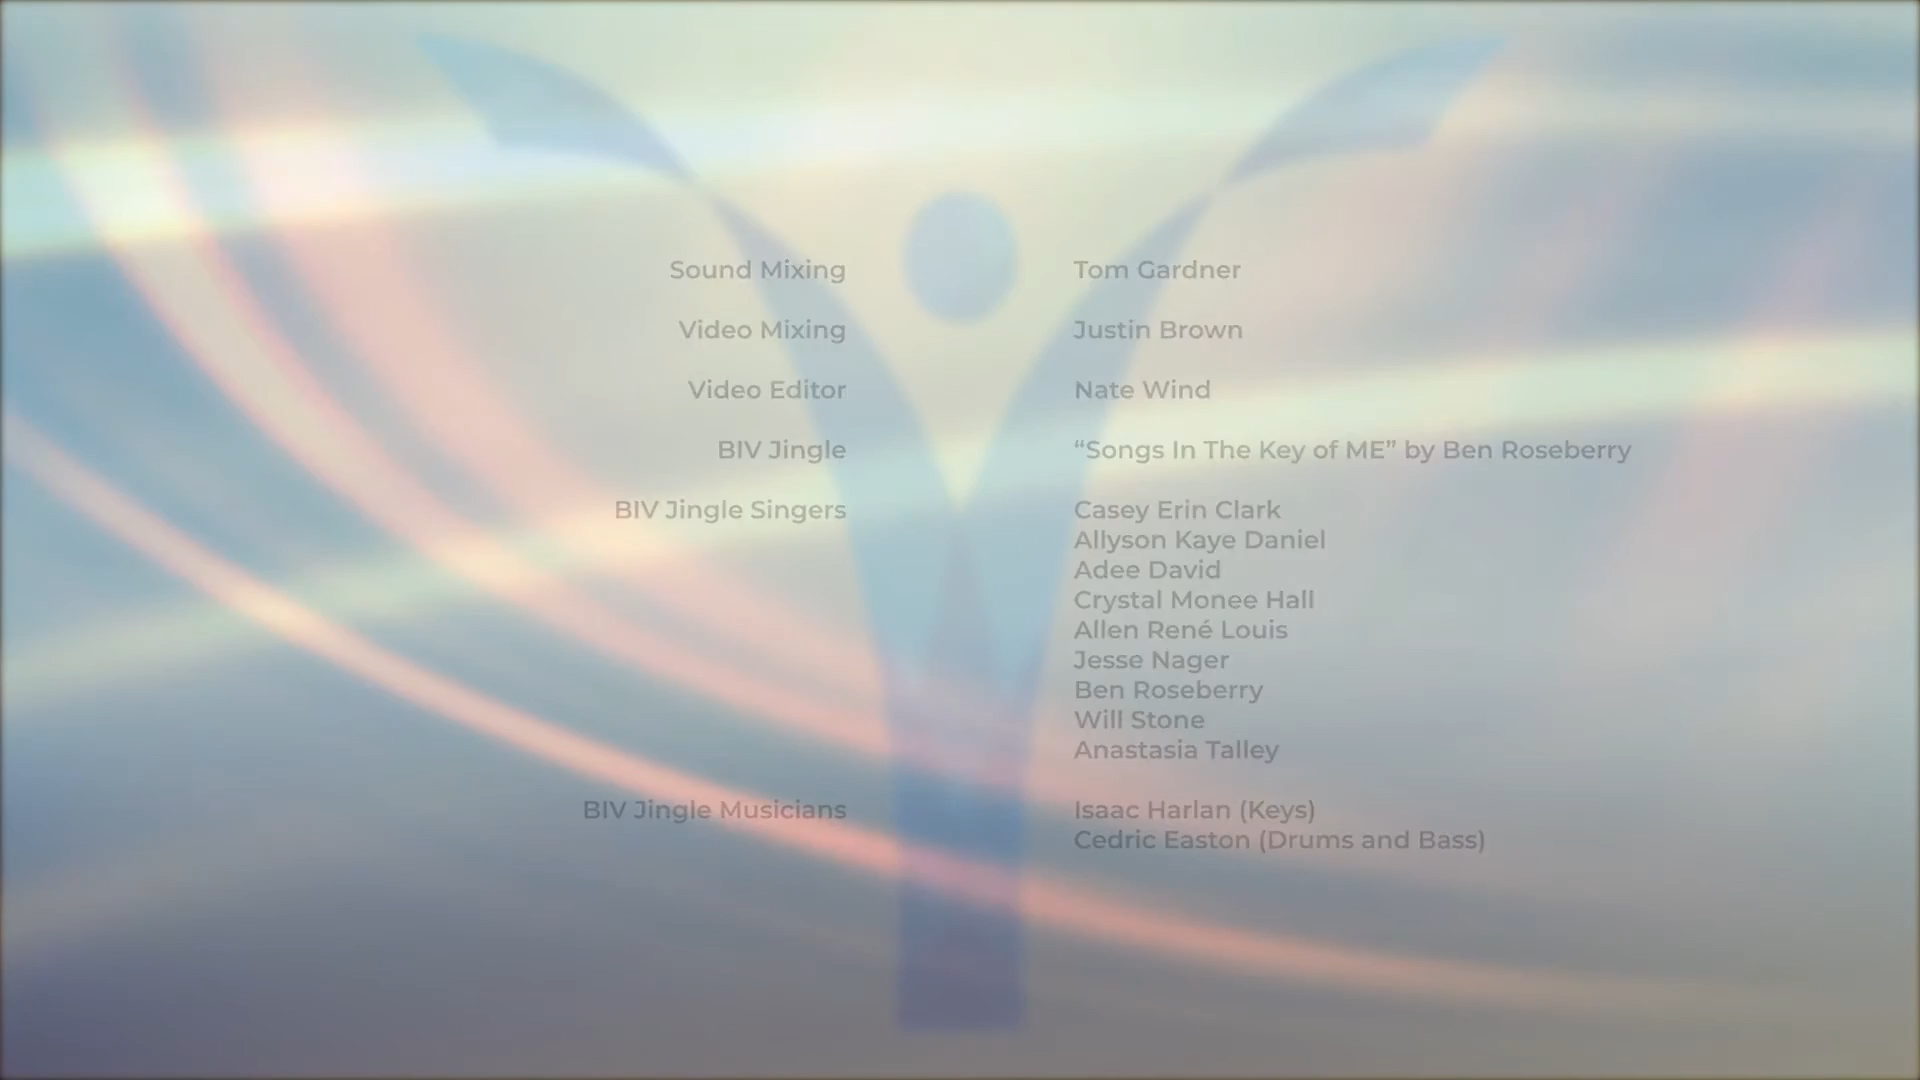 Sound Mixing Tom Gardner
Video Mixing Justin Brown
Video Editor Nate Wind
BIV Jingle “Songs In The Key of ME” by Ben Roseberry
BIV Jingle Singers Casey Erin Clark
Allyson Kaye Daniel
Adee David
Crystal Monee Hall
Allen René Louis
Jesse Nager
Ben Roseberry
Will Stone
Anastasia Talley
BIV Jingle Musicians Isaac Harlan (Keys)
Cedric Easton (Drums and Bass)